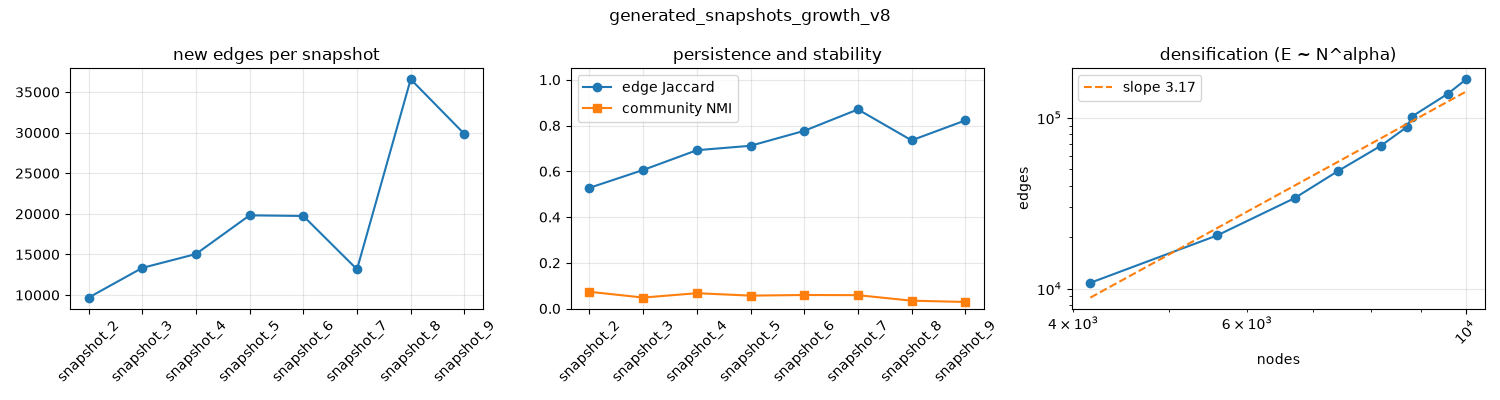 generated_snapshots_growth_v8
new edges per snapshot
35000
30000
25000
20000
15000
10000
snapshot_2
snapshot_3
snapshot_4
snapshot_5
snapshot_6
snapshot_7
snapshot_8
snapshot_9
persistence and stability
edge Jaccard
community NMI
1.0
0.8
0.6
0.4
0.2
0.0
snapshot_2
snapshot_3
snapshot_4
snapshot_5
snapshot_6
snapshot_7
snapshot_8
snapshot_9
densification (E ~ N^alpha)
slope 3.17
edges
10⁵
10⁴
4 × 10³
6 × 10³
10⁴
nodes